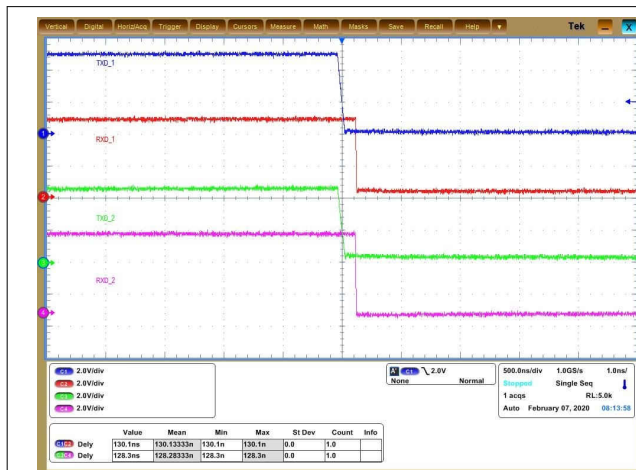 Vertical Digital Horiz/Acq Trigger Display Cursors Measure Math Masks Save Recall Help Tek X
TXD_1
1
RXD_1
2
TXD_2
RXD_2
4
C1 2.0V/div
C2 2.0V/div
C3 2.0V/div
C4 2.0V/div
A' C1 2.0V
None Normal
500.0ns/div 1.0GS/s 1.0ns/
Stopped Single Seq
1 acqs RL:5.0k
Auto February 07, 2020 08:13:58
Value Mean Min Max St Dev Count Info
C1C2 Dely 130.1ns 130.13333n 130.1n 130.1n 0.0 1.0
C3C4 Dely 128.3ns 128.28333n 128.3n 128.3n 0.0 1.0